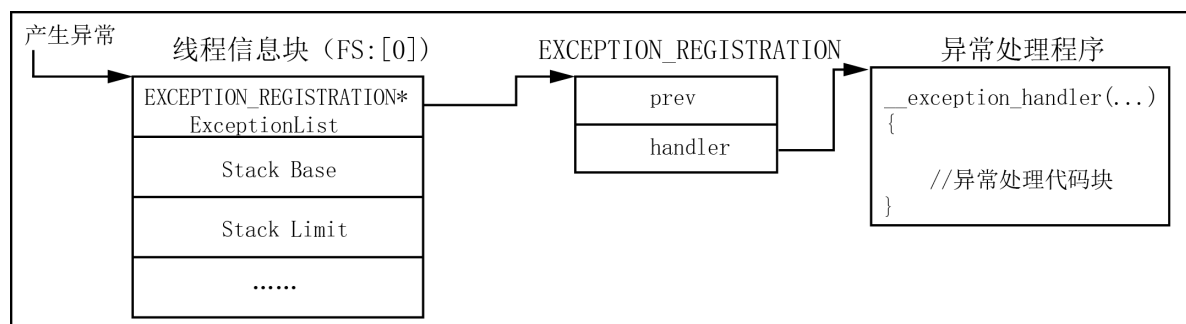 产生异常
线程信息块（FS:[0]）
EXCEPTION_REGISTRATION
异常处理程序
EXCEPTION_REGISTRATION*
ExceptionList
Stack Base
Stack Limit
……
prev
handler
__exception_handler(...)
{
//异常处理代码块
}